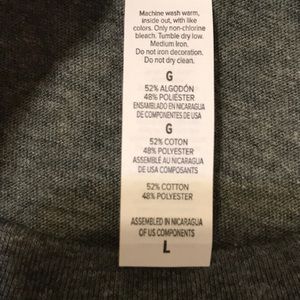 Machine wash warm,
inside out, with like
colors. Only non-chlorine
bleach. Tumble dry low.
Medium Iron.
Do not iron decoration.
Do not dry clean.
G
52% ALGODÓN
48% POLIESTER
ENSAMBLADO EN NICARAGUA
DE COMPONENTES DE USA
G
52% COTON
48% POLYESTER
ASSEMBLÉ AU NICARAGUA
DE USA COMPOSANTS
52% COTTON
48% POLYESTER
ASSEMBLED IN NICARAGUA
OF US COMPONENTS
L